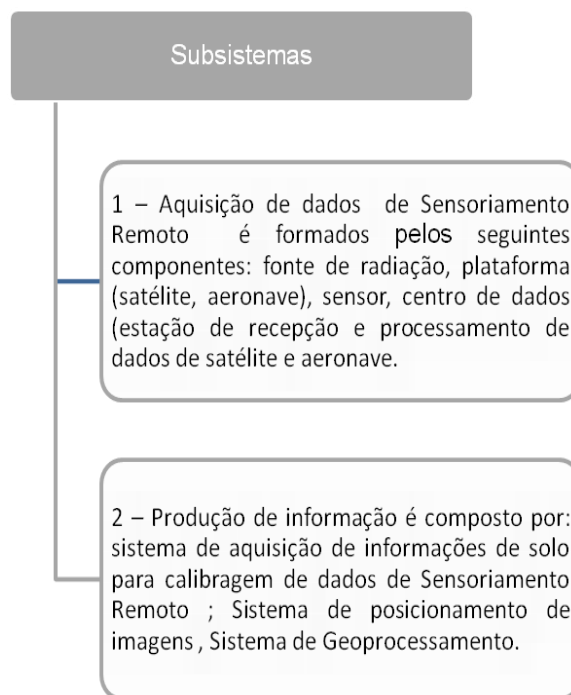 Subsistemas
1 – Aquisição de dados de Sensoriamento
Remoto é formados pelos seguintes
componentes: fonte de radiação, plataforma
(satélite, aeronave), sensor, centro de dados
(estação de recepção e processamento de
dados de satélite e aeronave.
2 – Produção de informação é composto por:
sistema de aquisição de informações de solo
para calibragem de dados de Sensoriamento
Remoto ; Sistema de posicionamento de
imagens , Sistema de Geoprocessamento.